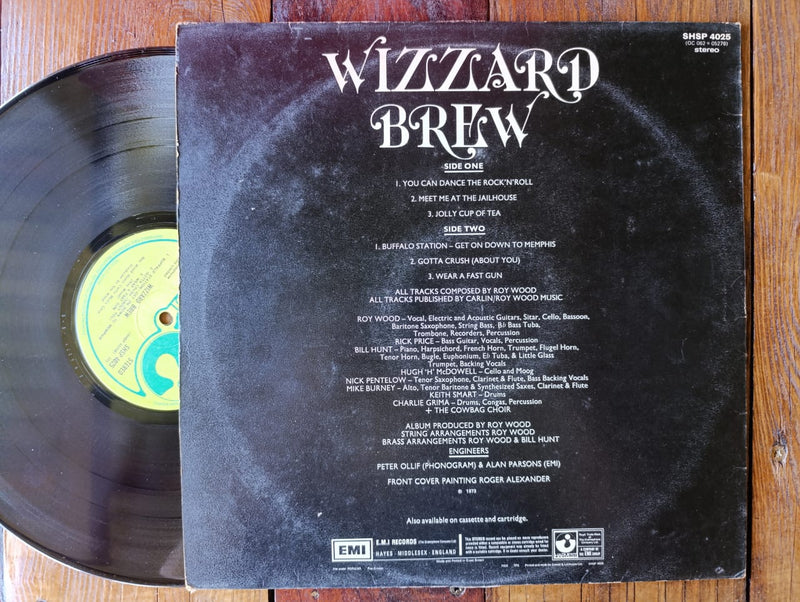 SHSP 4025
(OC 062 o 05279)
stereo
WIZZARD
BREW
SIDE ONE
1. YOU CAN DANCE THE ROCK'N'ROLL
2. MEET ME AT THE JAILHOUSE
3. JOLLY CUP OF TEA
SIDE TWO
1. BUFFALO STATION – GET ON DOWN TO MEMPHIS
2. GOTTA CRUSH (ABOUT YOU)
3. WEAR A FAST GUN
ALL TRACKS COMPOSED BY ROY WOOD
ALL TRACKS PUBLISHED BY CARLIN/ROY WOOD MUSIC
ROY WOOD – Vocal, Electric and Acoustic Guitars, Sitar, Cello, Bassoon,
Baritone Saxophone, String Bass, B♭ Bass Tuba,
Trombone, Recorders, Percussion
RICK PRICE – Bass Guitar, Vocals, Percussion
BILL HUNT – Piano, Harpsichord, French Horn, Trumpet, Flugel Horn,
Tenor Horn, Bugle, Euphonium, E♭ Tuba, & Little Glass
Trumpet, Backing Vocals
HUGH 'H' McDOWELL – Cello and Moog
NICK PENTELOW – Tenor Saxophone, Clarinet & Flute, Bass Backing Vocals
MIKE BURNEY – Alto, Tenor Baritone & Synthesized Saxes, Clarinet & Flute
KEITH SMART – Drums
CHARLIE GRIMA – Drums, Congas, Percussion
+ THE COWBAG CHOIR
ALBUM PRODUCED BY ROY WOOD
STRING ARRANGEMENTS ROY WOOD
BRASS ARRANGEMENTS ROY WOOD & BILL HUNT
ENGINEERS
PETER OLLIF (PHONOGRAM) & ALAN PARSONS (EMI)
FRONT COVER PAINTING ROGER ALEXANDER
℗ 1973
Also available on cassette and cartridge.
EMI
E.M.I RECORDS
HAYES · MIDDLESEX · ENGLAND
HARVEST
WIZZARD
BREW
STEREO
SHSP 4025